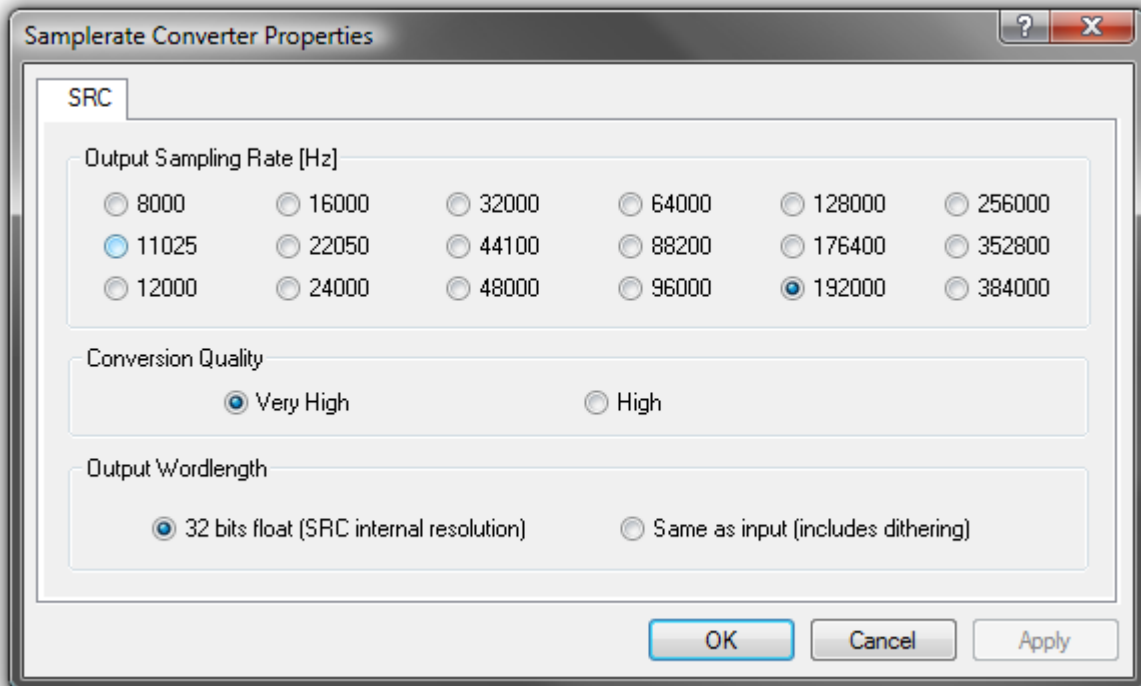 Samplerate Converter Properties
?
SRC
Output Sampling Rate [Hz]
8000 16000 32000 64000 128000 256000
11025 22050 44100 88200 176400 352800
12000 24000 48000 96000 192000 384000
Conversion Quality
Very High High
Output Wordlength
32 bits float (SRC internal resolution) Same as input (includes dithering)
OK Cancel Apply